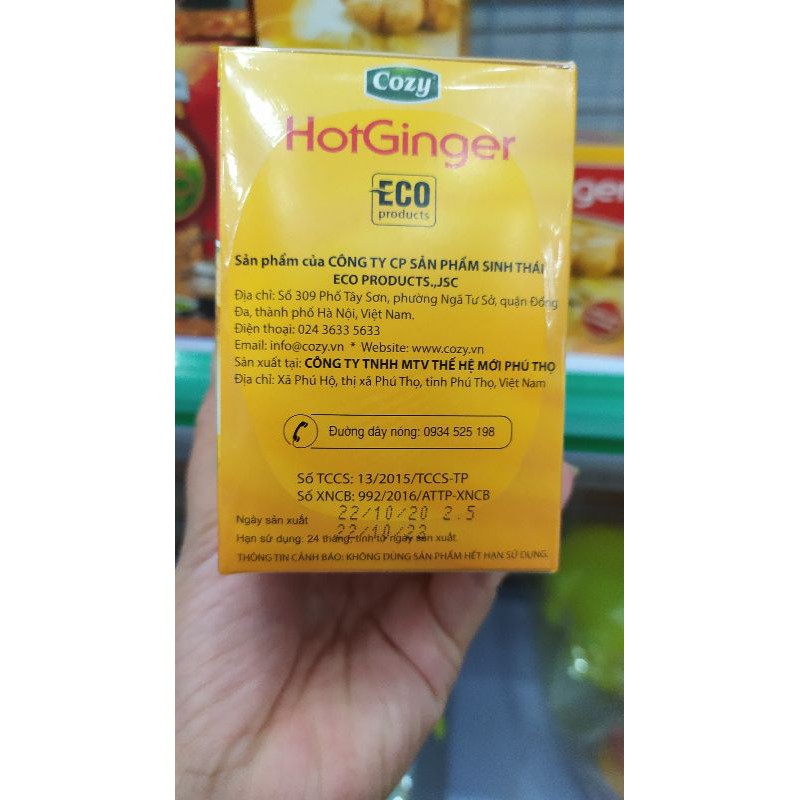 Cozy
HotGinger
ECO
products
Sản phẩm của CÔNG TY CP SẢN PHẨM SINH THÁI
ECO PRODUCTS.,JSC
Địa chỉ: Số 309 Phố Tây Sơn, phường Ngã Tư Sở, quận Đống
Đa, thành phố Hà Nội, Việt Nam.
Điện thoại: 024 3633 5633
Email: info@cozy.vn * Website: www.cozy.vn
Sản xuất tại: CÔNG TY TNHH MTV THẾ HỆ MỚI PHÚ THỌ
Địa chỉ: Xã Phú Hộ, thị xã Phú Thọ, tỉnh Phú Thọ, Việt Nam
Đường dây nóng: 0934 525 198
Số TCCS: 13/2015/TCCS-TP
Số XNCB: 992/2016/ATTP-XNCB
Ngày sản xuất 22/10/20 2.5
22/10/22
Hạn sử dụng: 24 tháng, tính từ ngày sản xuất.
THÔNG TIN CẢNH BÁO: KHÔNG DÙNG SẢN PHẨM HẾT HẠN SỬ DỤNG.
ger